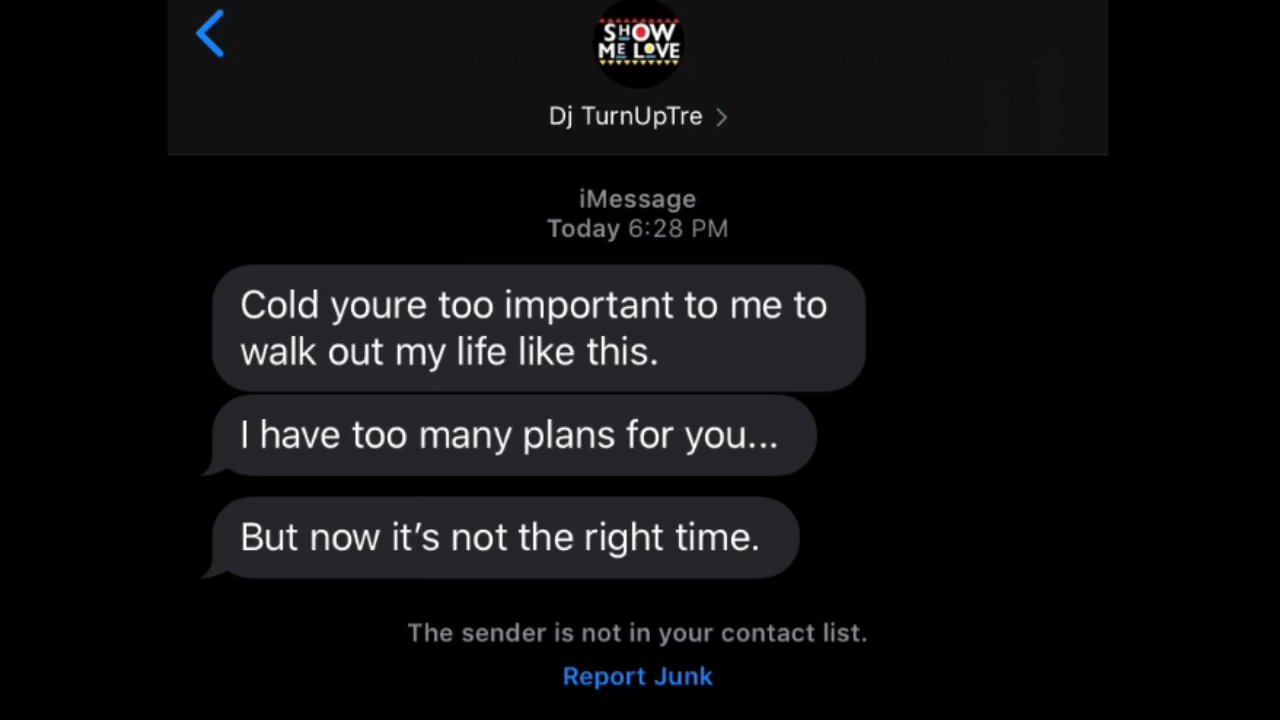 SHOW
ME LOVE
Dj TurnUpTre
iMessage
Today 6:28 PM
Cold youre too important to me to
walk out my life like this.
I have too many plans for you...
But now it's not the right time.
The sender is not in your contact list.
Report Junk